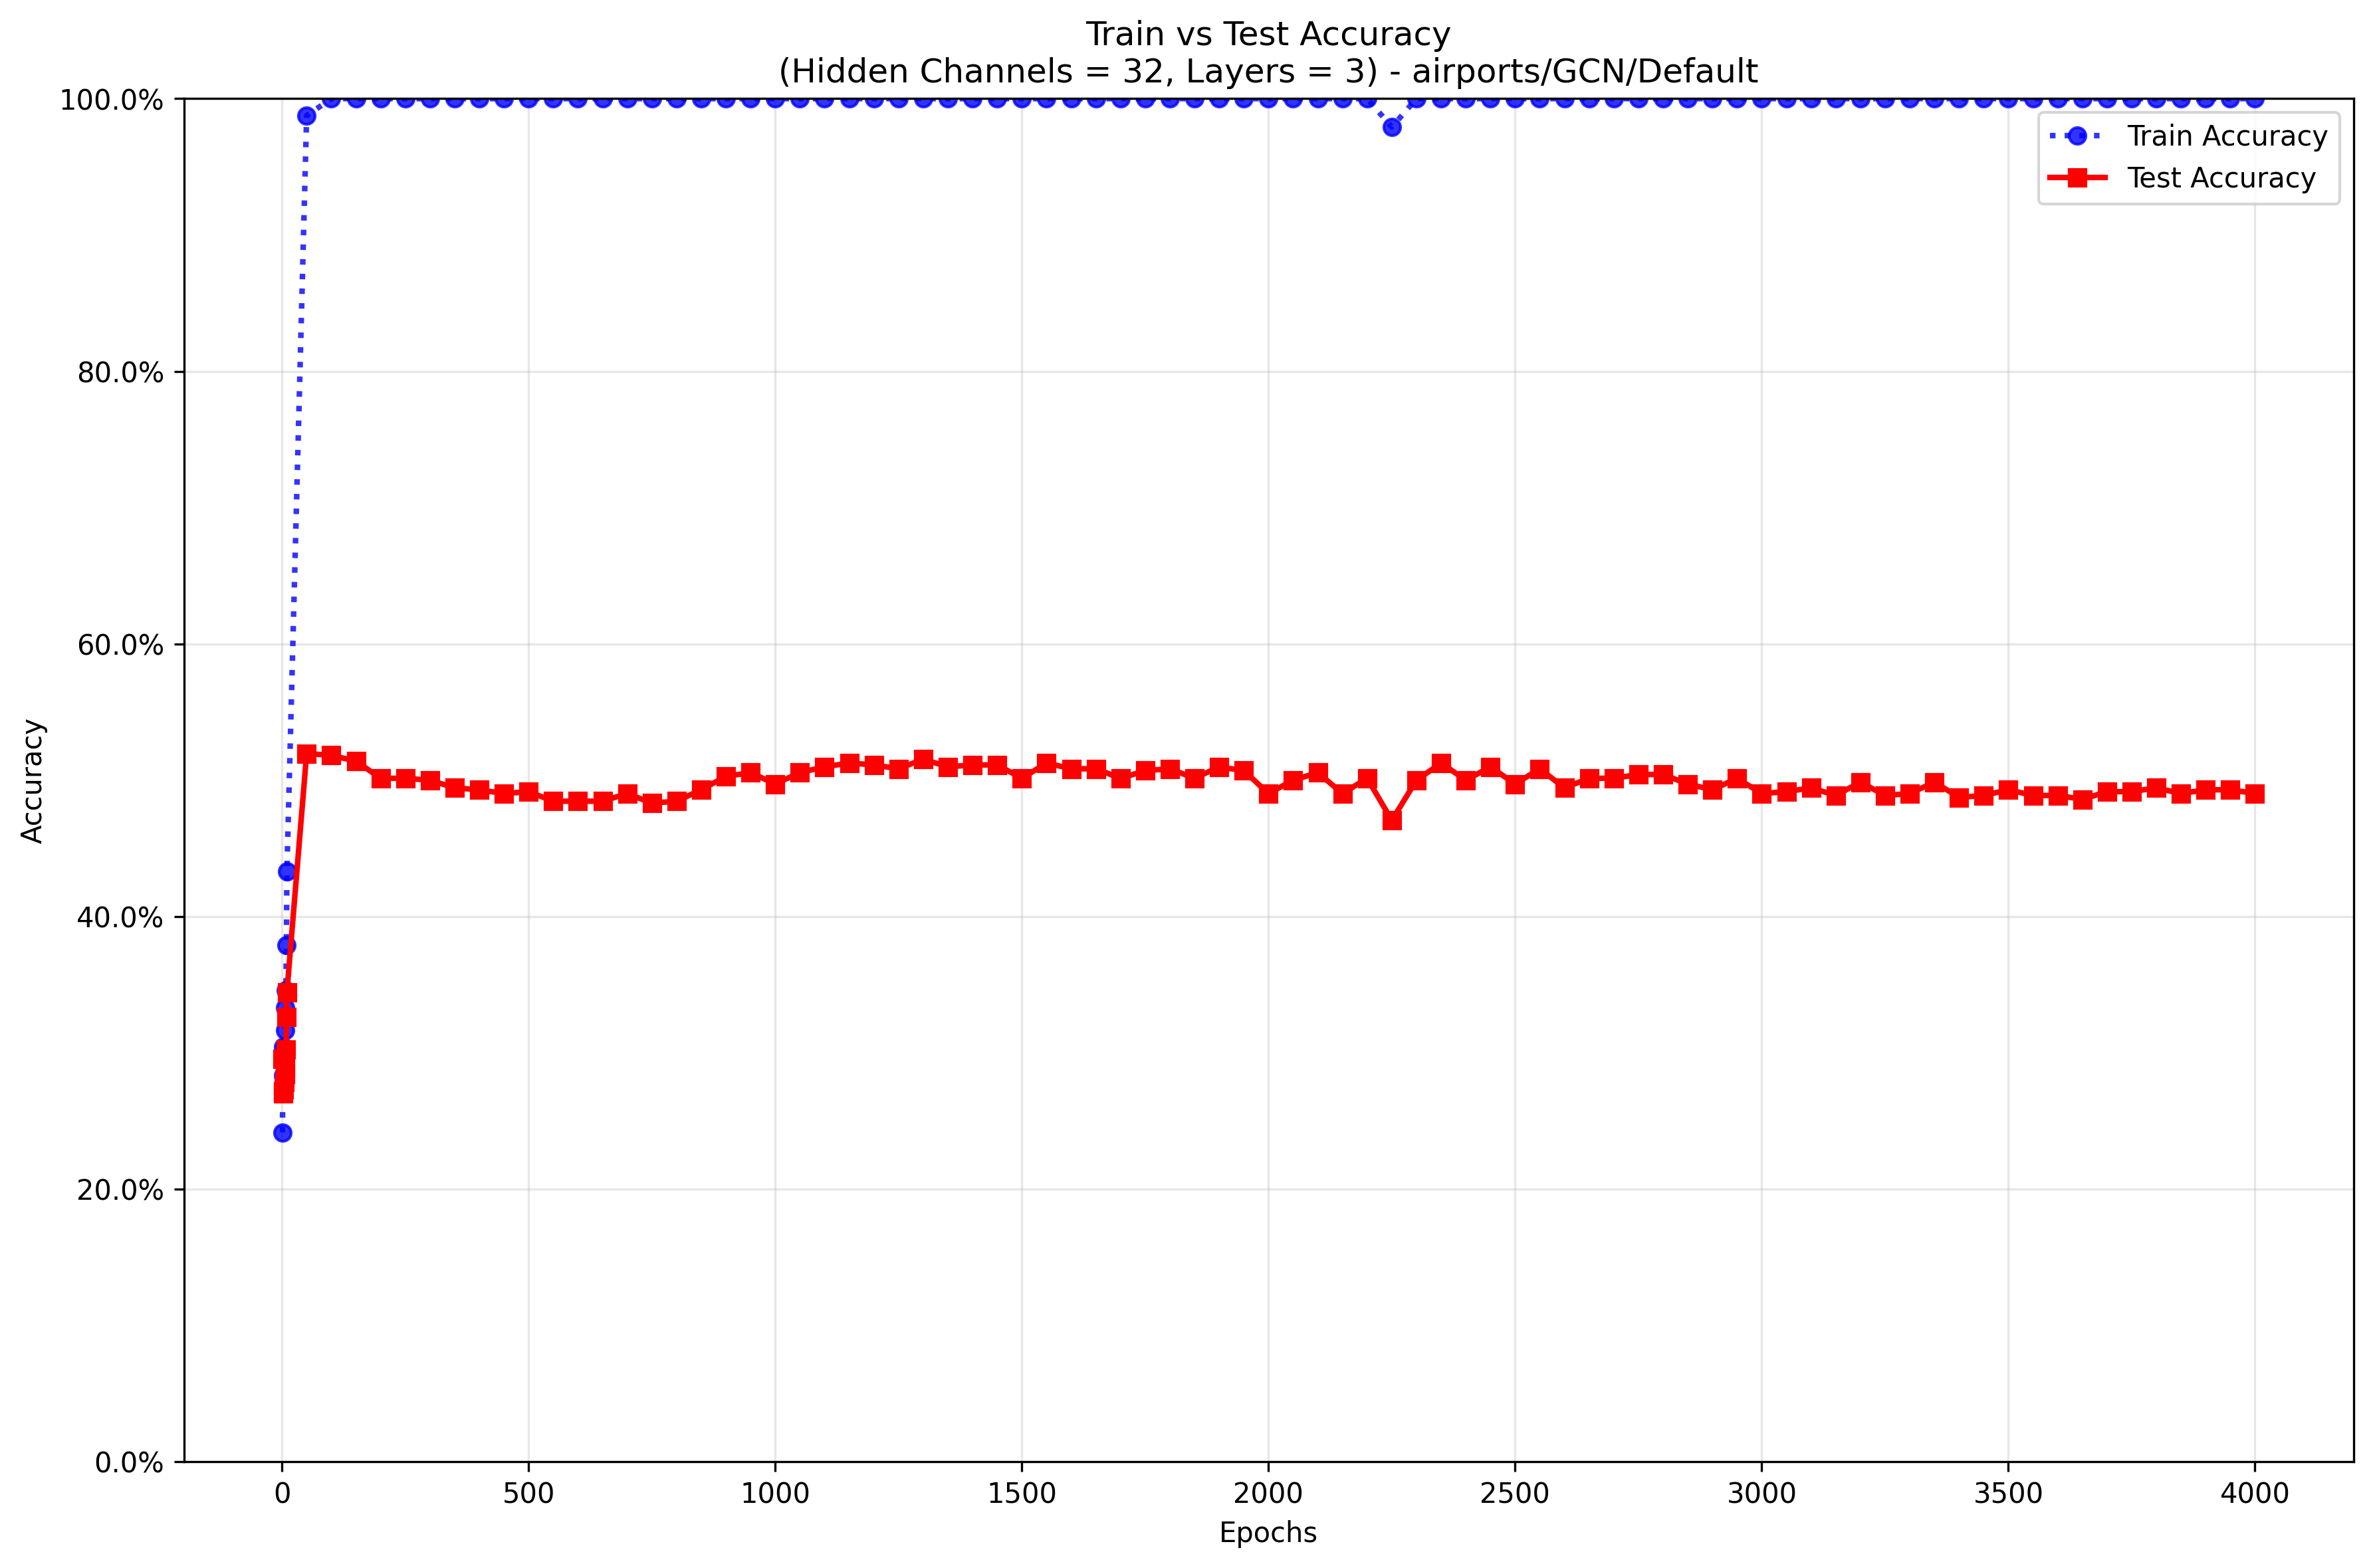 Train vs Test Accuracy
(Hidden Channels = 32, Layers = 3) - airports/GCN/Default
100.0%
80.0%
60.0%
40.0%
20.0%
0.0%
Accuracy
Train Accuracy
Test Accuracy
0 500 1000 1500 2000 2500 3000 3500 4000
Epochs